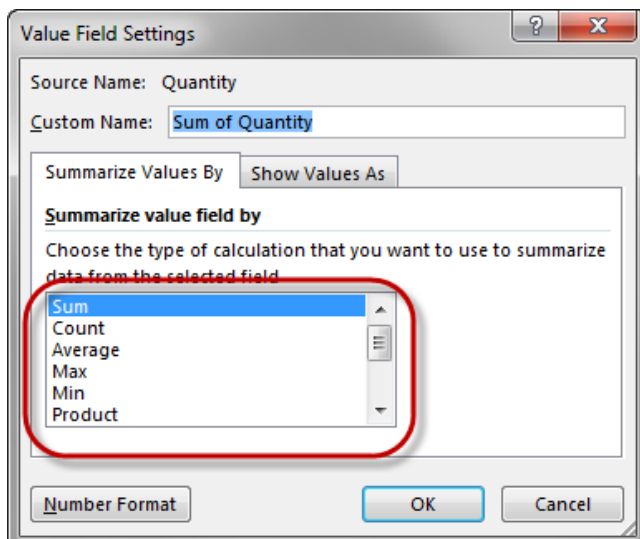 Value Field Settings
Source Name: Quantity
Custom Name: Sum of Quantity
Summarize Values By Show Values As
Summarize value field by
Choose the type of calculation that you want to use to summarize
data from the selected field
Sum
Count
Average
Max
Min
Product
Number Format OK Cancel